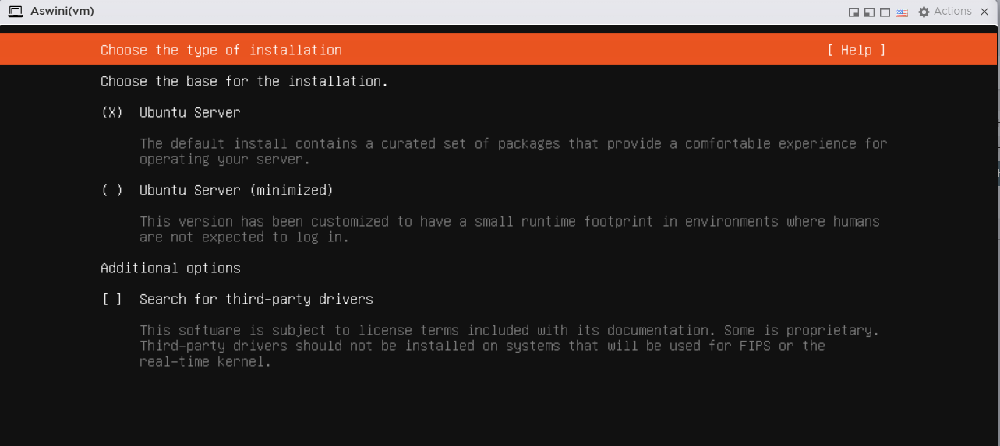 Aswini(vm) Actions
Choose the type of installation [ Help ]
Choose the base for the installation.
(X) Ubuntu Server
The default install contains a curated set of packages that provide a comfortable experience for
operating your server.
( ) Ubuntu Server (minimized)
This version has been customized to have a small runtime footprint in environments where humans
are not expected to log in.
Additional options
[ ] Search for third-party drivers
This software is subject to license terms included with its documentation. Some is proprietary.
Third-party drivers should not be installed on systems that will be used for FIPS or the
real-time kernel.